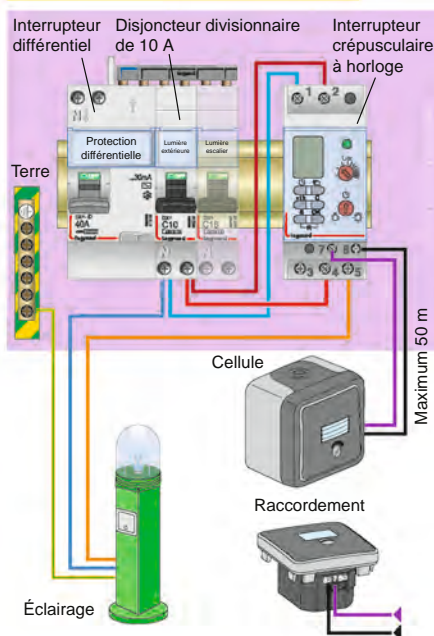 Interrupteur
différentiel
Disjoncteur divisionnaire
de 10 A
Interrupteur
crépusculaire
à horloge
1 2
N
Protection
différentielle
Lumière
extérieure
Lumière
escalier
Terre
30mA
40A
C10
legrand
N
N
7 8
3 4 5
Maximum 50 m
Cellule
Raccordement
Éclairage